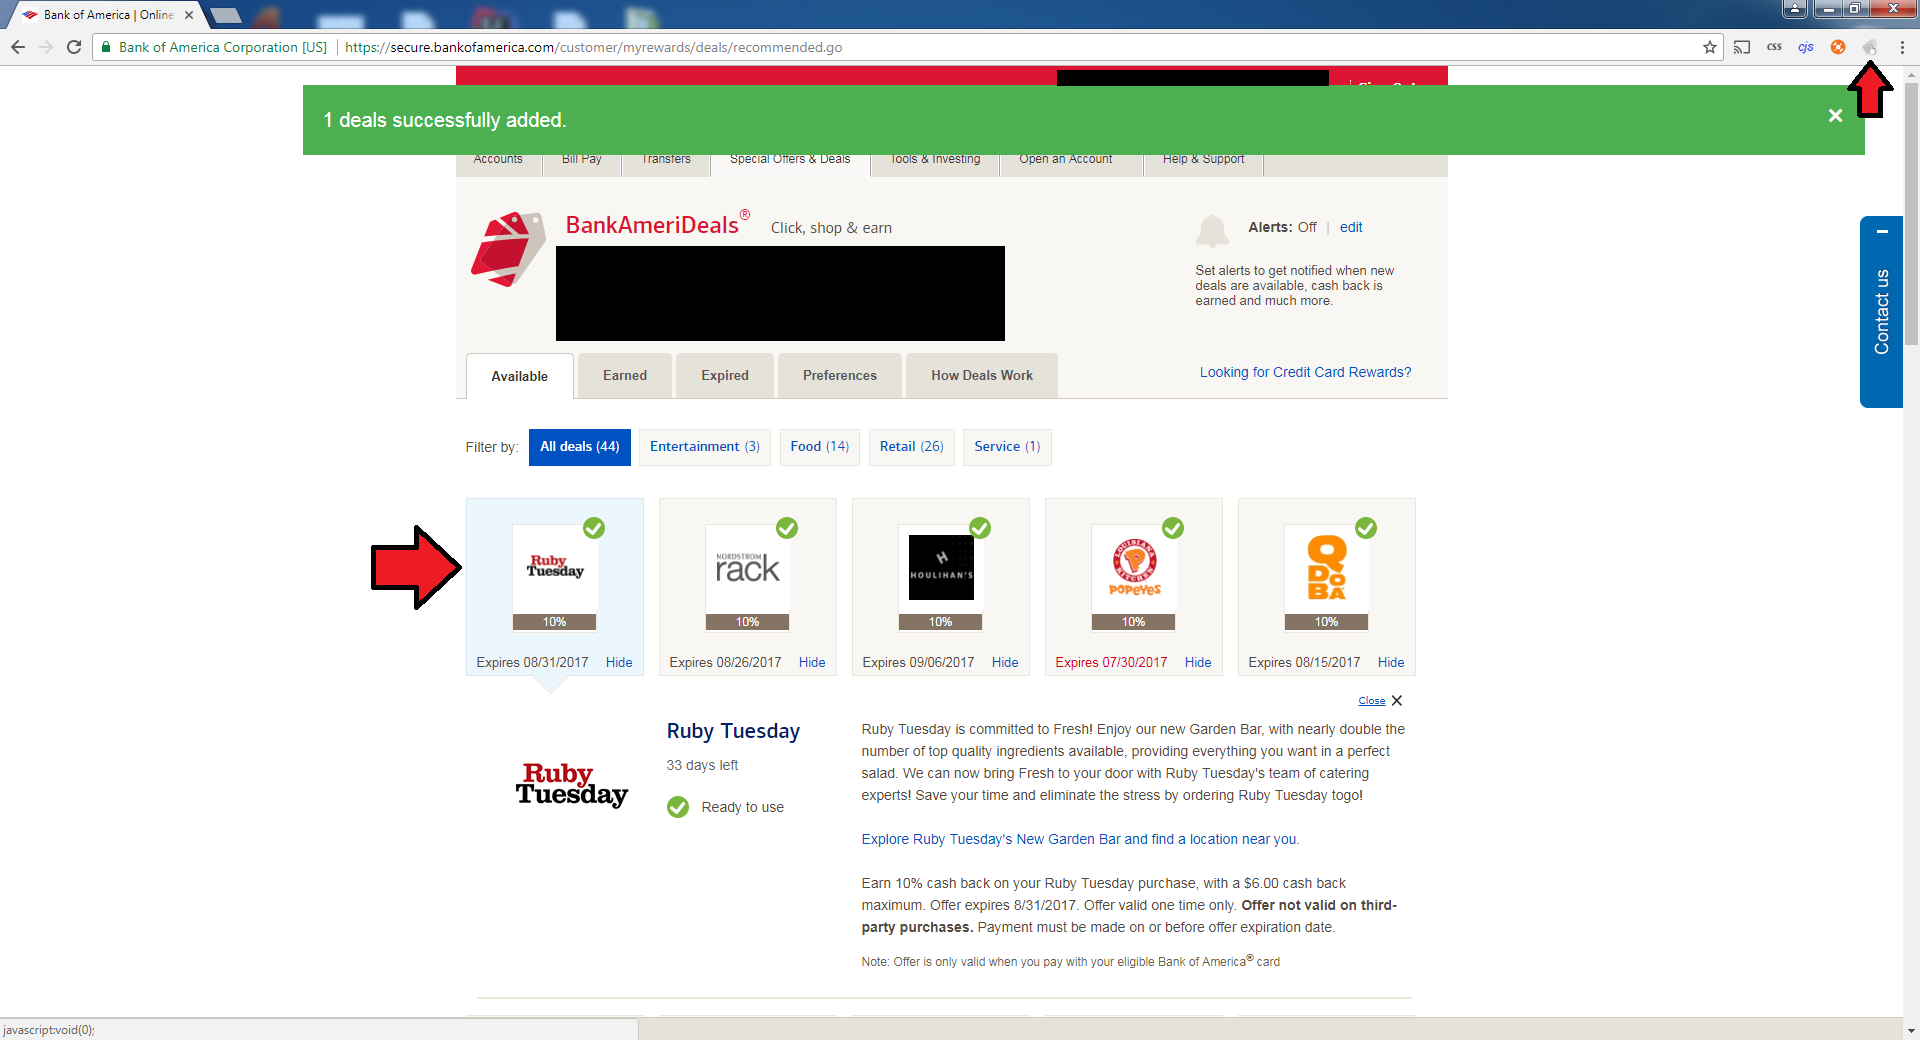 Bank of America | Online
Bank of America Corporation [US] | https://secure.bankofamerica.com/customer/myrewards/deals/recommended.go
css
cjs
1 deals successfully added.
Accounts
Bill Pay
Transfers
Special Offers & Deals
Tools & Investing
Open an Account
Help & Support
BankAmeriDeals®
Click, shop & earn
Alerts: Off | edit
Set alerts to get notified when new
deals are available, cash back is
earned and much more.
Contact us
Available
Earned
Expired
Preferences
How Deals Work
Looking for Credit Card Rewards?
Filter by:
All deals (44)
Entertainment (3)
Food (14)
Retail (26)
Service (1)
Ruby
Tuesday
10%
Expires 08/31/2017 Hide
NORDSTROM
rack
10%
Expires 08/26/2017 Hide
H
HOULIHAN'S
10%
Expires 09/06/2017 Hide
LOUISIANA
KITCHEN
POPEYES
10%
Expires 07/30/2017 Hide
QDOBA
10%
Expires 08/15/2017 Hide
Close
Ruby
Tuesday
Ruby Tuesday
33 days left
Ready to use
Ruby Tuesday is committed to Fresh! Enjoy our new Garden Bar, with nearly double the
number of top quality ingredients available, providing everything you want in a perfect
salad. We can now bring Fresh to your door with Ruby Tuesday's team of catering
experts! Save your time and eliminate the stress by ordering Ruby Tuesday togo!
Explore Ruby Tuesday's New Garden Bar and find a location near you.
Earn 10% cash back on your Ruby Tuesday purchase, with a $6.00 cash back
maximum. Offer expires 8/31/2017. Offer valid one time only. Offer not valid on third-
party purchases. Payment must be made on or before offer expiration date.
Note: Offer is only valid when you pay with your eligible Bank of America® card
javascript:void(0);